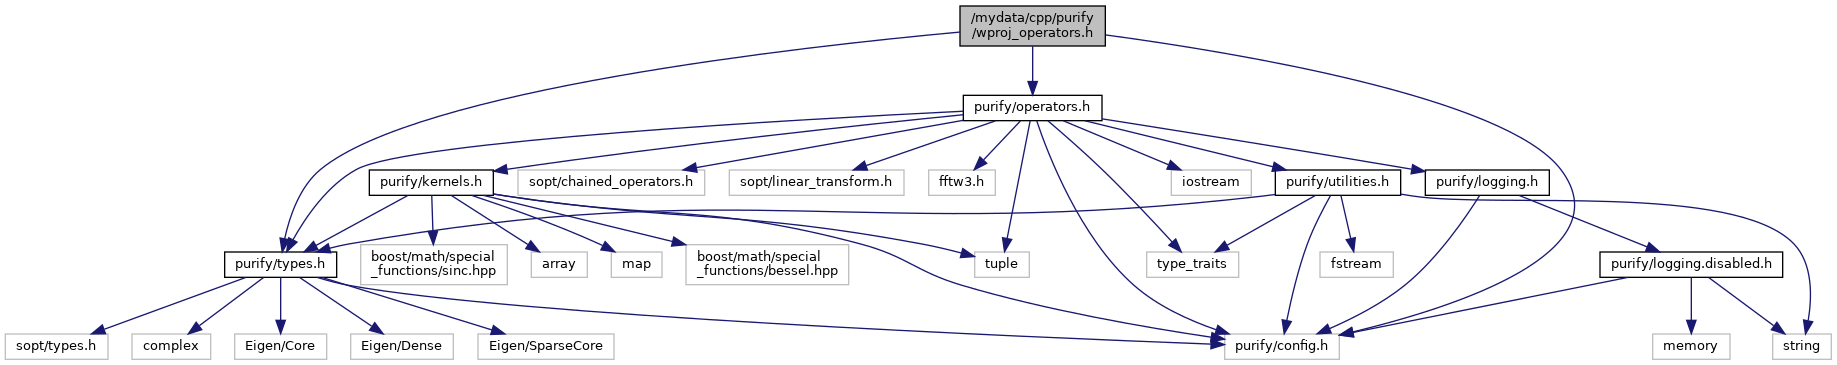 /mydata/cpp/purify
/wproj_operators.h
purify/operators.h
purify/kernels.h
sopt/chained_operators.h
sopt/linear_transform.h
fftw3.h
iostream
purify/utilities.h
purify/logging.h
purify/types.h
boost/math/special
_functions/sinc.hpp
array
map
boost/math/special
_functions/bessel.hpp
tuple
type_traits
fstream
purify/logging.disabled.h
sopt/types.h
complex
Eigen/Core
Eigen/Dense
Eigen/SparseCore
purify/config.h
memory
string